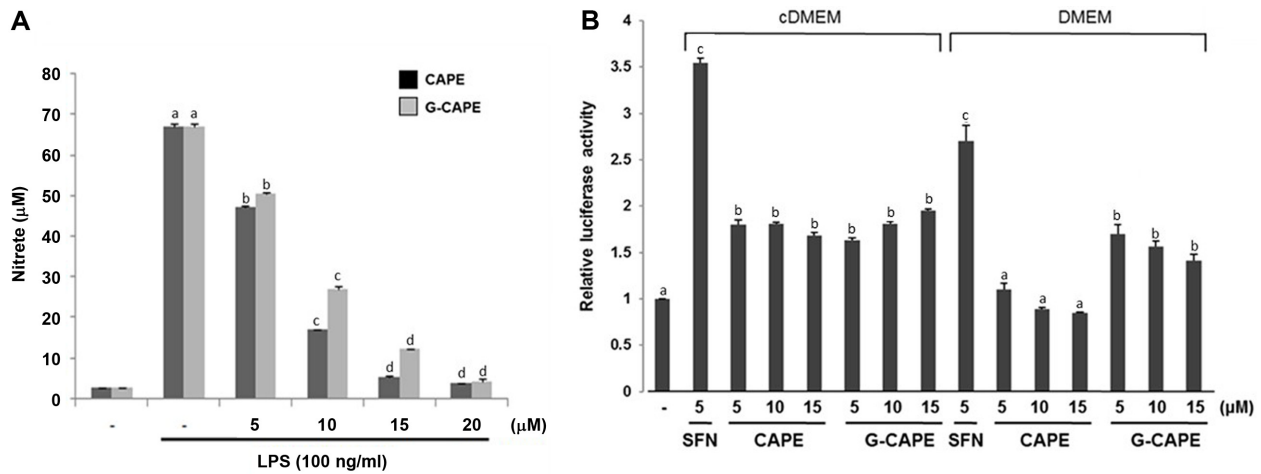 A
80
70
60
50
40
30
20
10
0
Nitrete (µM)
CAPE
G-CAPE
a a
b b
c c
d d
d d
- - 5 10 15 20 (µM)
LPS (100 ng/ml)
B
cDMEM DMEM
4
3.5
3
2.5
2
1.5
1
0.5
0
Relative luciferase activity
a c b b b b b b c a a a b b b
- 5 5 10 15 5 10 15 5 5 10 15 5 10 15 (µM)
SFN CAPE G-CAPE SFN CAPE G-CAPE